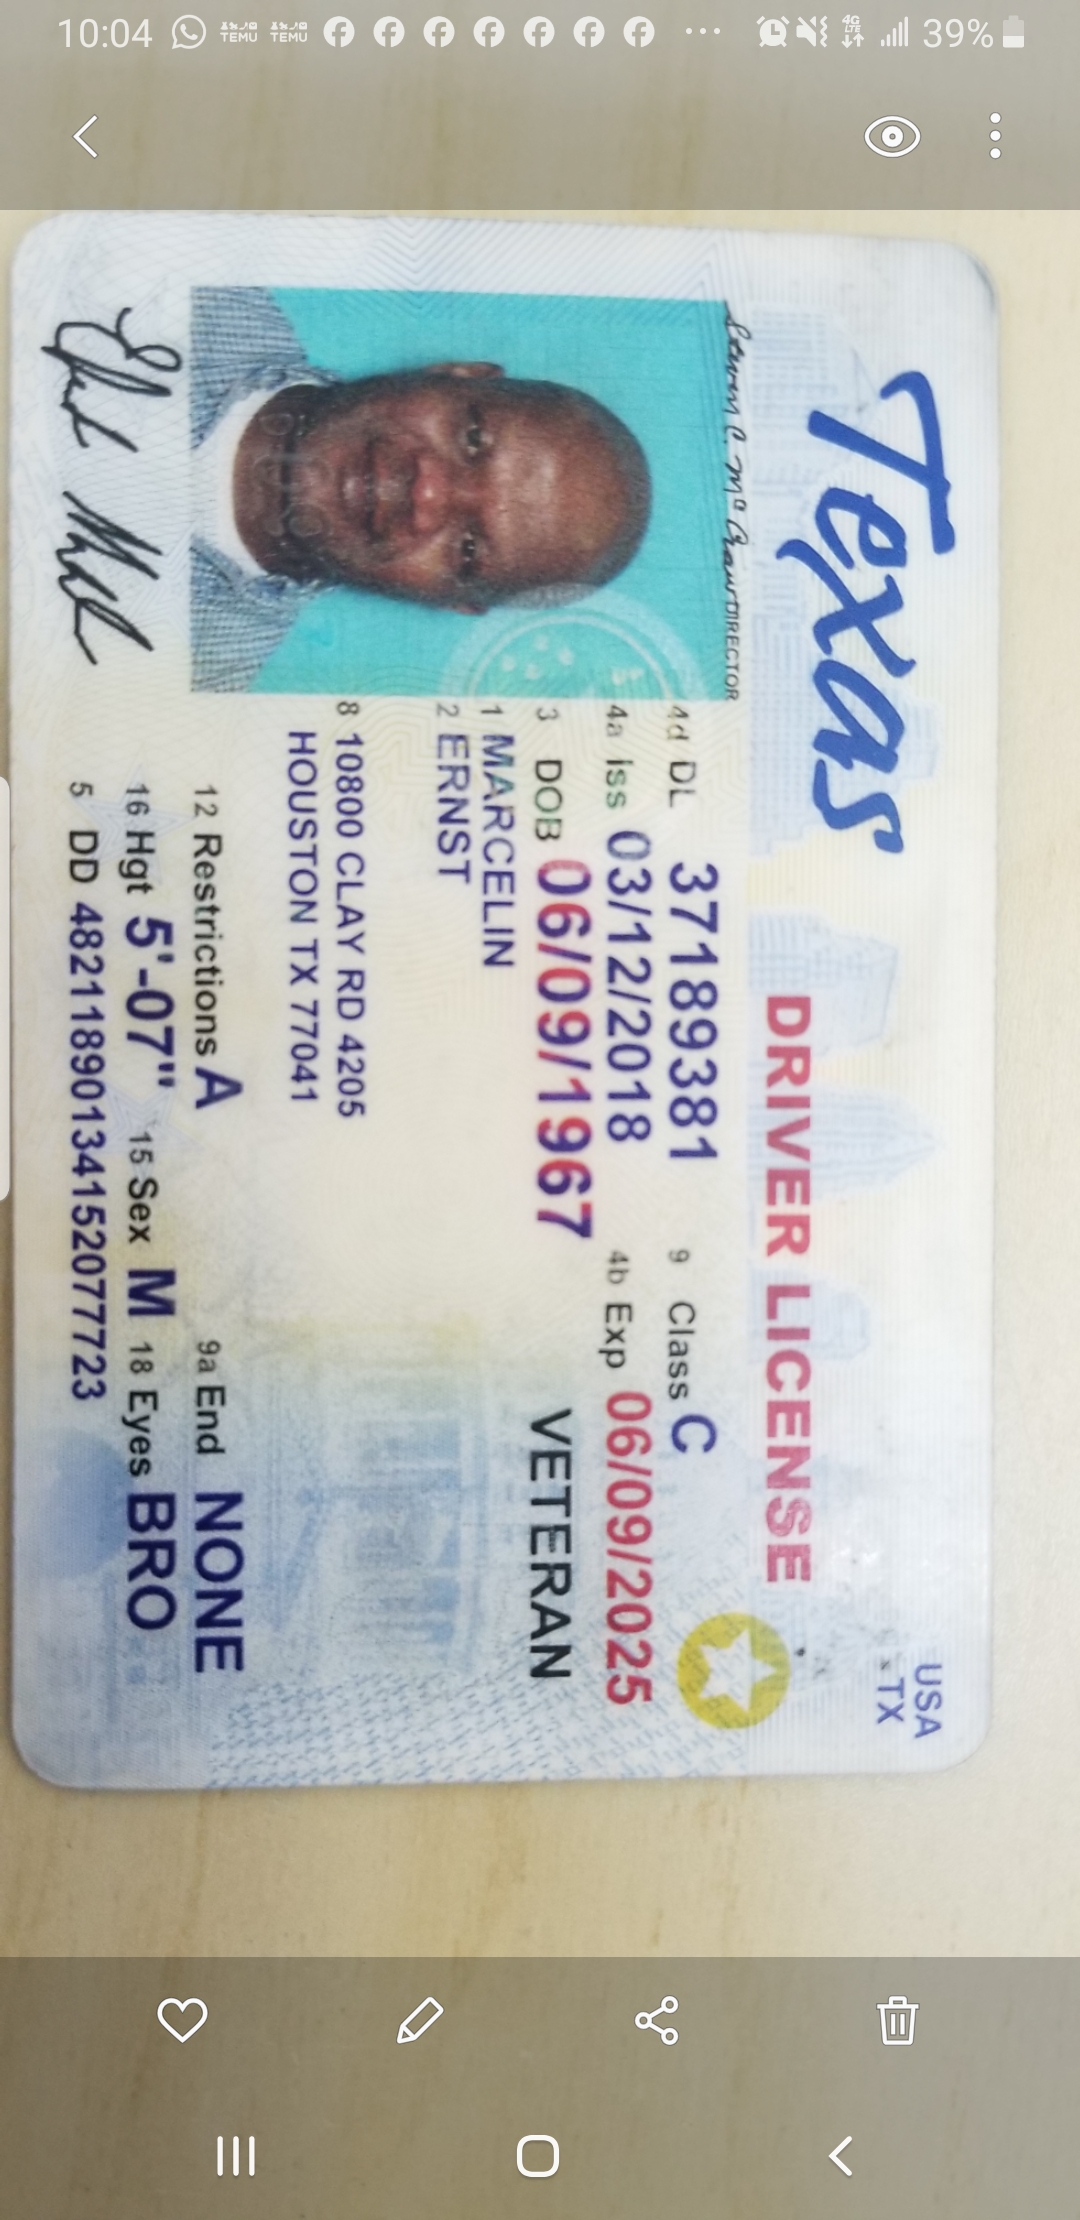 10:04
TEMU TEMU
4G LTE
39%
Texas
USA
TX
DRIVER LICENSE
4d DL 37189381 9 Class C
4a Iss 03/12/2018 4b Exp 06/09/2025
3 DOB 06/09/1967
VETERAN
1 MARCELIN
2 ERNST
8 10800 CLAY RD 4205
HOUSTON TX 77041
12 Restrictions A 9a End NONE
16 Hgt 5'-07" 15 Sex M 18 Eyes BRO
5 DD 48211890134152077723
Steven C. McCraw DIRECTOR